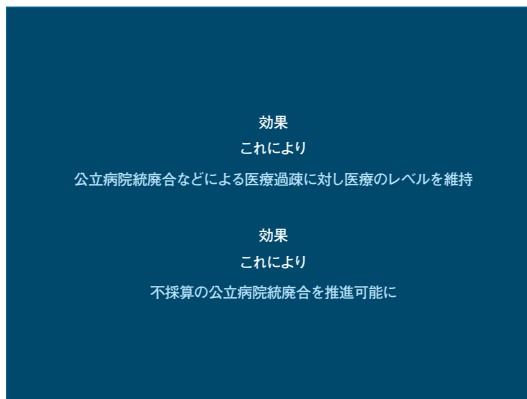 効果
これにより
公立病院統廃合などによる医療過疎に対し医療のレベルを維持
効果
これにより
不採算の公立病院統廃合を推進可能に